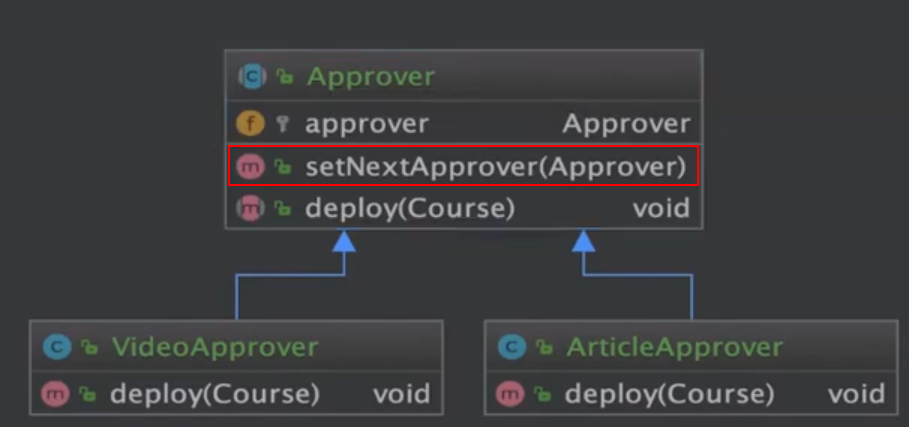 Approver
approver Approver
setNextApprover(Approver)
deploy(Course) void
VideoApprover
deploy(Course) void
ArticleApprover
deploy(Course) void